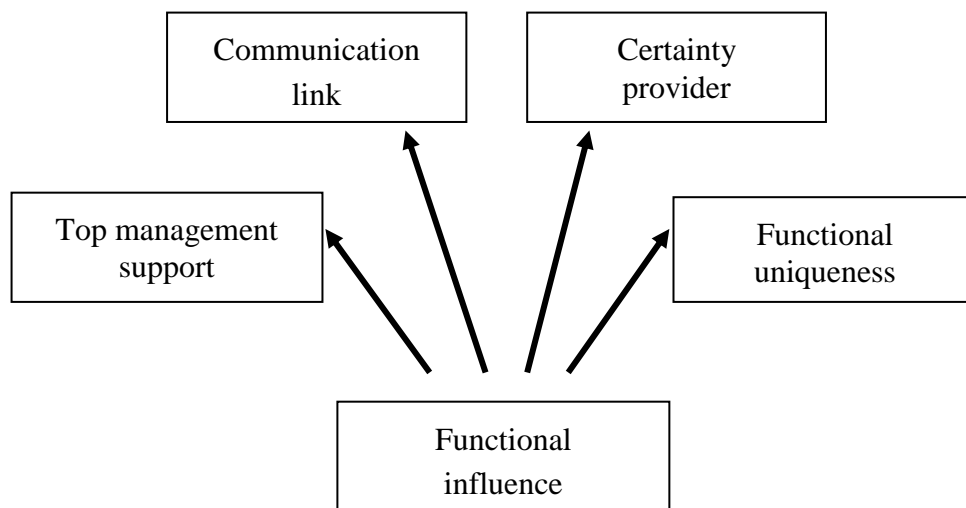 Communication
link
Certainty
provider
Top management
support
Functional
uniqueness
Functional
influence